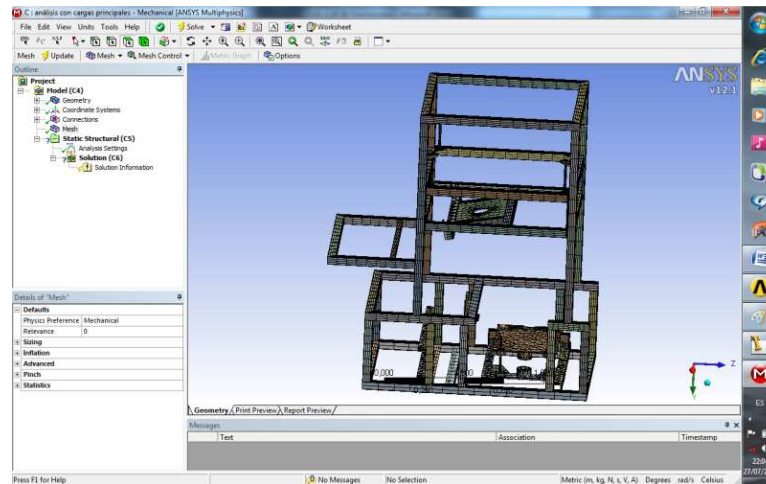 C : análisis con cargas principales - Mechanical [ANSYS Multiphysics]
File Edit View Units Tools Help Solve Worksheet
Mesh Update Mesh Mesh Control Metric Graph Options
Outline
Project
Model (C4)
Geometry
Coordinate Systems
Connections
Mesh
Static Structural (C5)
Analysis Settings
Solution (C6)
Solution Information
ANSYS
v12.1
0,000
Z
Details of "Mesh"
Defaults
Physics Preference Mechanical
Relevance 0
Sizing
Inflation
Advanced
Pinch
Statistics
Geometry Print Preview Report Preview
Messages
Text Association Timestamp
Press F1 for Help No Messages No Selection Metric (m, kg, N, s, V, A) Degrees rad/s Celsius
ES